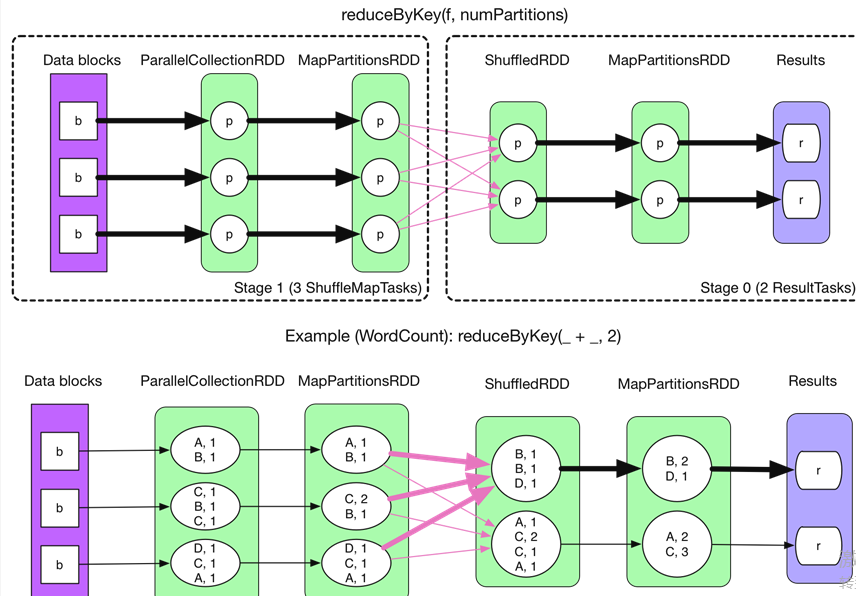 reduceByKey(f, numPartitions)
Data blocks ParallelCollectionRDD MapPartitionsRDD ShuffledRDD MapPartitionsRDD Results
b p p p p r
b p p p p r
b p p
Stage 1 (3 ShuffleMapTasks) Stage 0 (2 ResultTasks)
Example (WordCount): reduceByKey(_ + _, 2)
Data blocks ParallelCollectionRDD MapPartitionsRDD ShuffledRDD MapPartitionsRDD Results
b
A, 1
B, 1
A, 1
B, 1
B, 1
B, 1
D, 1
B, 2
D, 1
r
b
C, 1
B, 1
C, 1
C, 2
B, 1
A, 1
C, 2
C, 1
A, 1
A, 2
C, 3
r
b
D, 1
C, 1
A, 1
D, 1
C, 1
A, 1